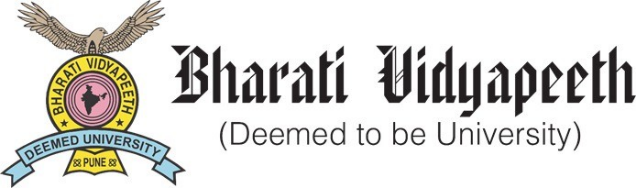 BHARATI VIDYAPEETH
DEEMED UNIVERSITY
PUNE
Bharati Vidyapeeth
(Deemed to be University)